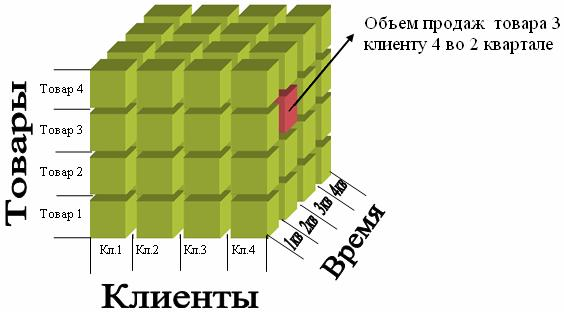 Объем продаж товара 3
клиенту 4 во 2 квартале
Товары
Товар 4
Товар 3
Товар 2
Товар 1
Кл.1 Кл.2 Кл.3 Кл.4
Клиенты
1кв 2кв 3кв 4кв
Время